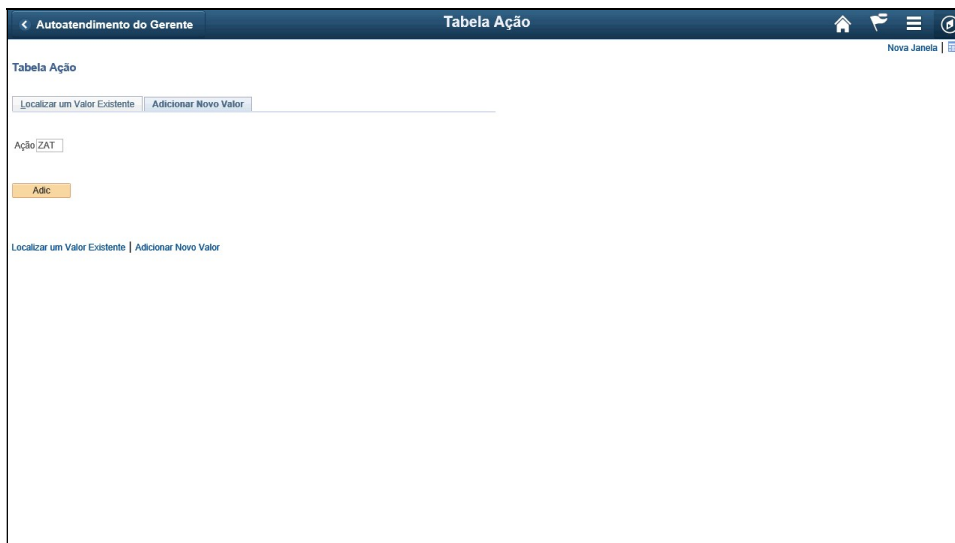 Autoatendimento do Gerente
Tabela Ação
Nova Janela |
Tabela Ação
Localizar um Valor Existente
Adicionar Novo Valor
Ação ZAT
Adic
Localizar um Valor Existente | Adicionar Novo Valor